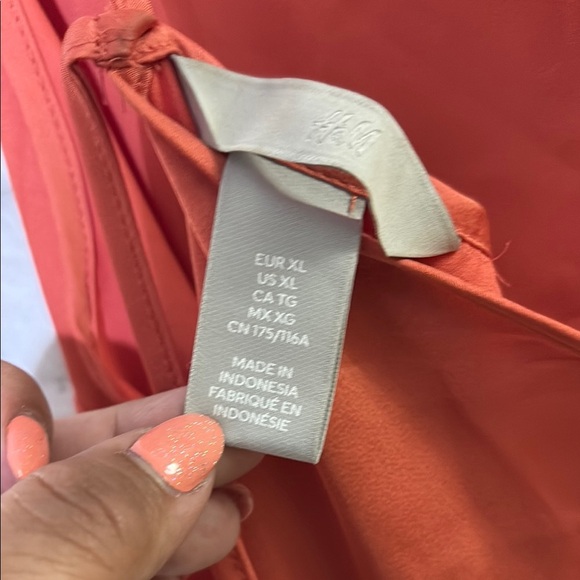 H&M
EUR XL
US XL
CA TG
MX XG
CN 175/116A
MADE IN
INDONESIA
FABRIQUÉ EN
INDONÉSIE